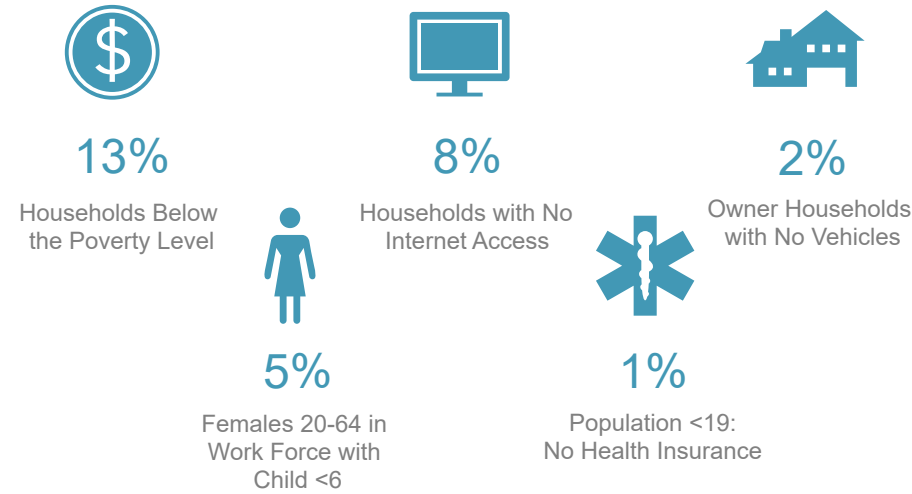 $
13%
Households Below
the Poverty Level
8%
Households with No
Internet Access
2%
Owner Households
with No Vehicles
5%
Females 20-64 in
Work Force with
Child <6
1%
Population <19:
No Health Insurance